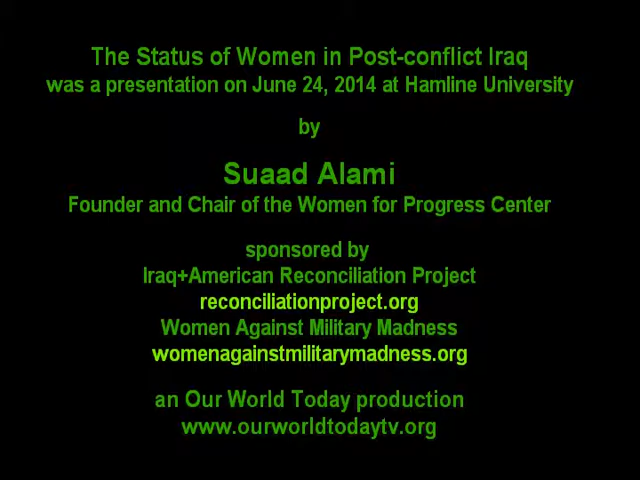 The Status of Women in Post-conflict Iraq
was a presentation on June 24, 2014 at Hamline University
by
Suaad Alami
Founder and Chair of the Women for Progress Center
sponsored by
Iraq+American Reconciliation Project
reconciliationproject.org
Women Against Military Madness
womenagainstmilitarymadness.org
an Our World Today production
www.ourworldtodaytv.org